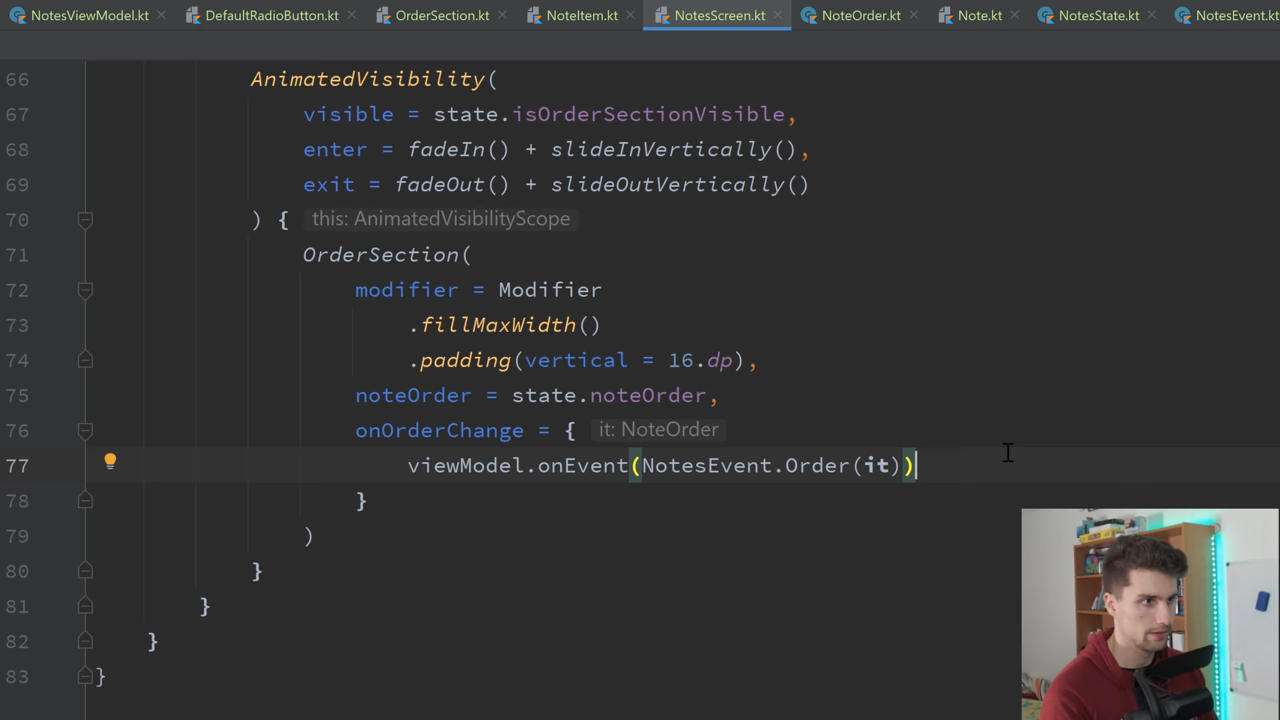 NotesViewModel.kt DefaultRadioButton.kt OrderSection.kt NoteItem.kt NotesScreen.kt NoteOrder.kt Note.kt NotesState.kt NotesEvent.kt
66 AnimatedVisibility(
67 visible = state.isOrderSectionVisible,
68 enter = fadeIn() + slideInVertically(),
69 exit = fadeOut() + slideOutVertically()
70 ) { this: AnimatedVisibilityScope
71 OrderSection(
72 modifier = Modifier
73 .fillMaxWidth()
74 .padding(vertical = 16.dp),
75 noteOrder = state.noteOrder,
76 onOrderChange = { it: NoteOrder
77 viewModel.onEvent(NotesEvent.Order(it))
78 }
79 )
80 }
81 }
82 }
83 }